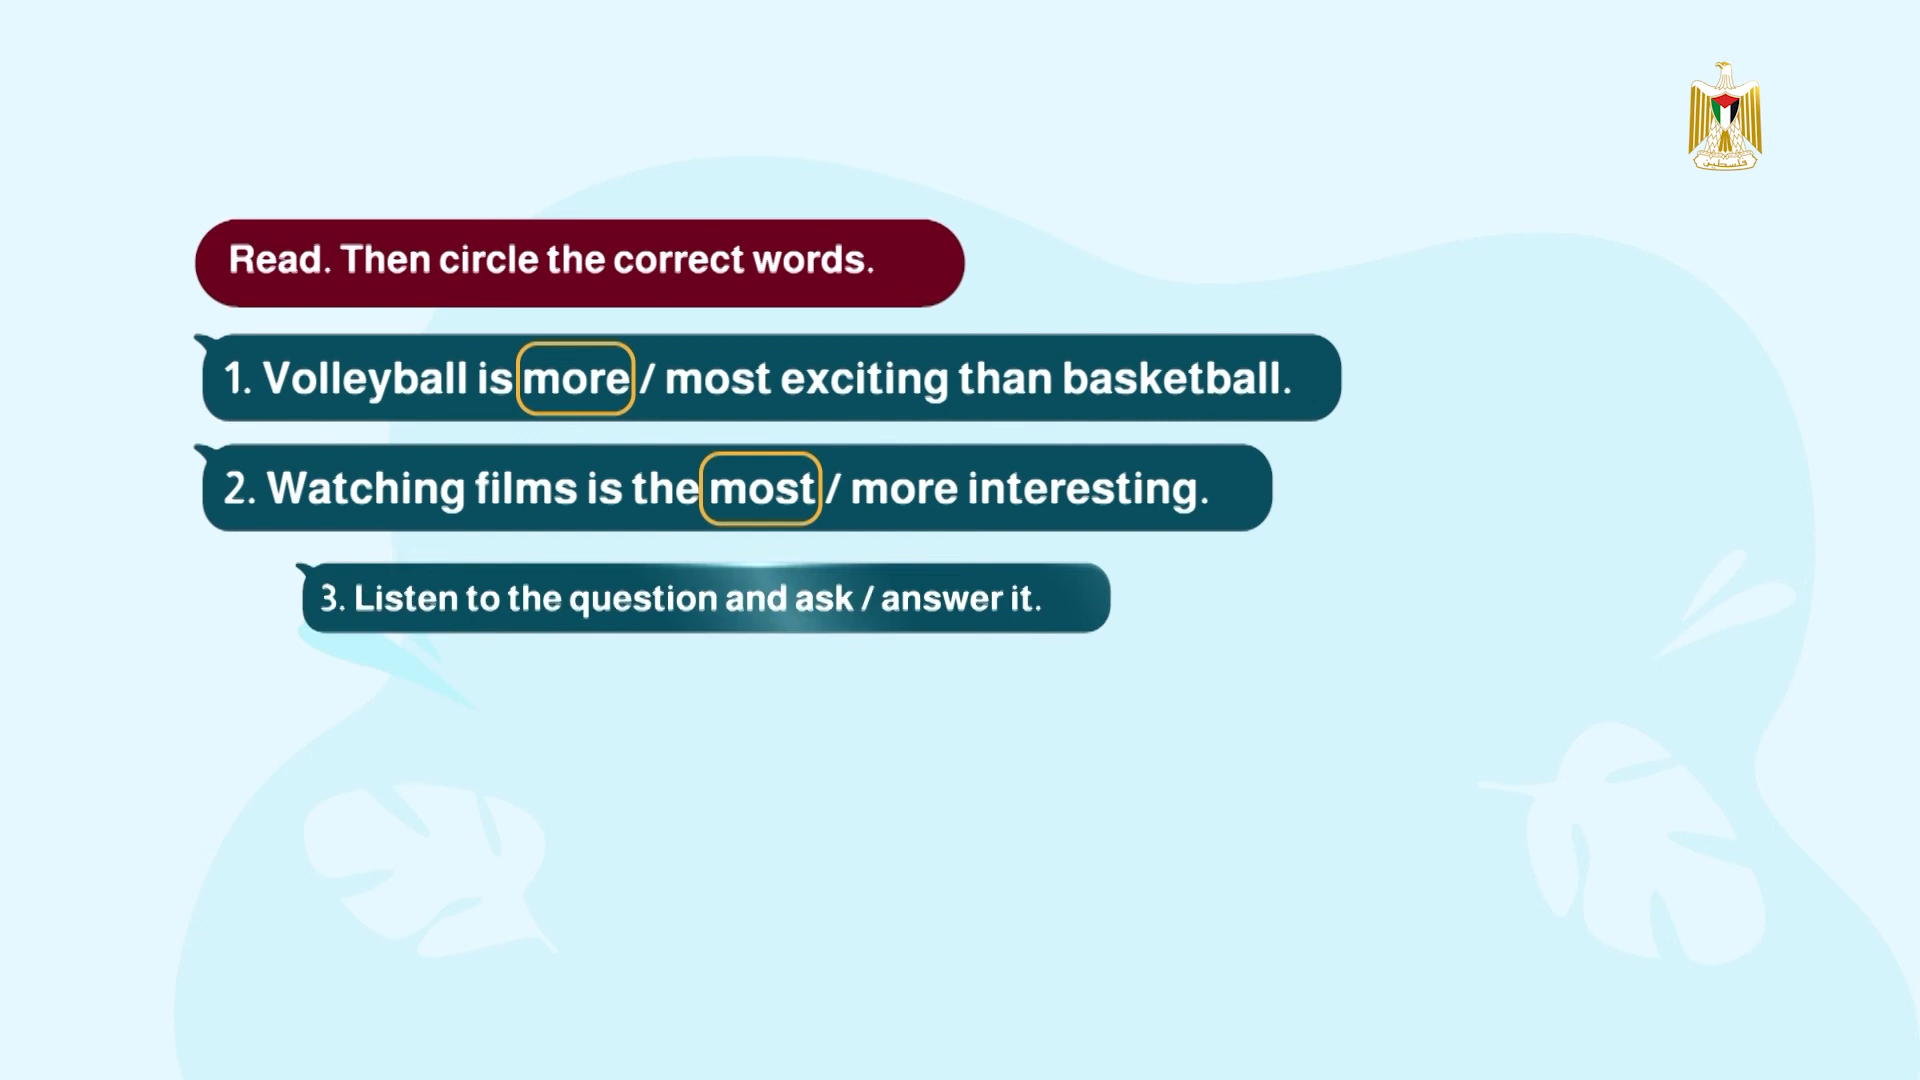 فلسطين
Read. Then circle the correct words.
1. Volleyball is more / most exciting than basketball.
2. Watching films is the most / more interesting.
3. Listen to the question and ask / answer it.